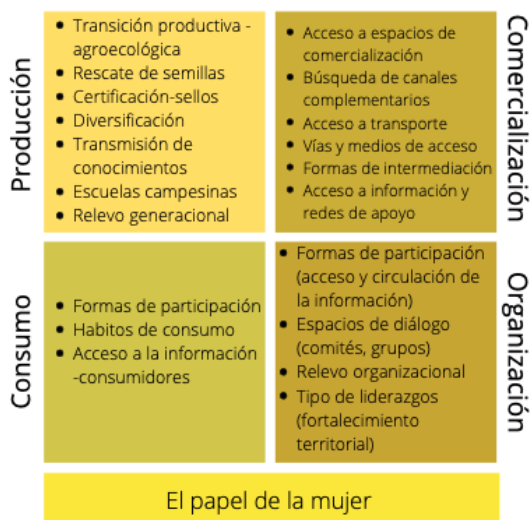 Producción
• Transición productiva -
agroecológica
• Rescate de semillas
• Certificación-sellos
• Diversificación
• Transmisión de
conocimientos
• Escuelas campesinas
• Relevo generacional
Comercialización
• Acceso a espacios de
comercialización
• Búsqueda de canales
complementarios
• Acceso a transporte
• Vías y medios de acceso
• Formas de intermediación
• Acceso a información y
redes de apoyo
Consumo
• Formas de participación
• Habitos de consumo
• Acceso a la información
-consumidores
Organización
• Formas de participación
(acceso y circulación de
la información)
• Espacios de diálogo
(comités, grupos)
• Relevo organizacional
• Tipo de liderazgos
(fortalecimiento
territorial)
El papel de la mujer